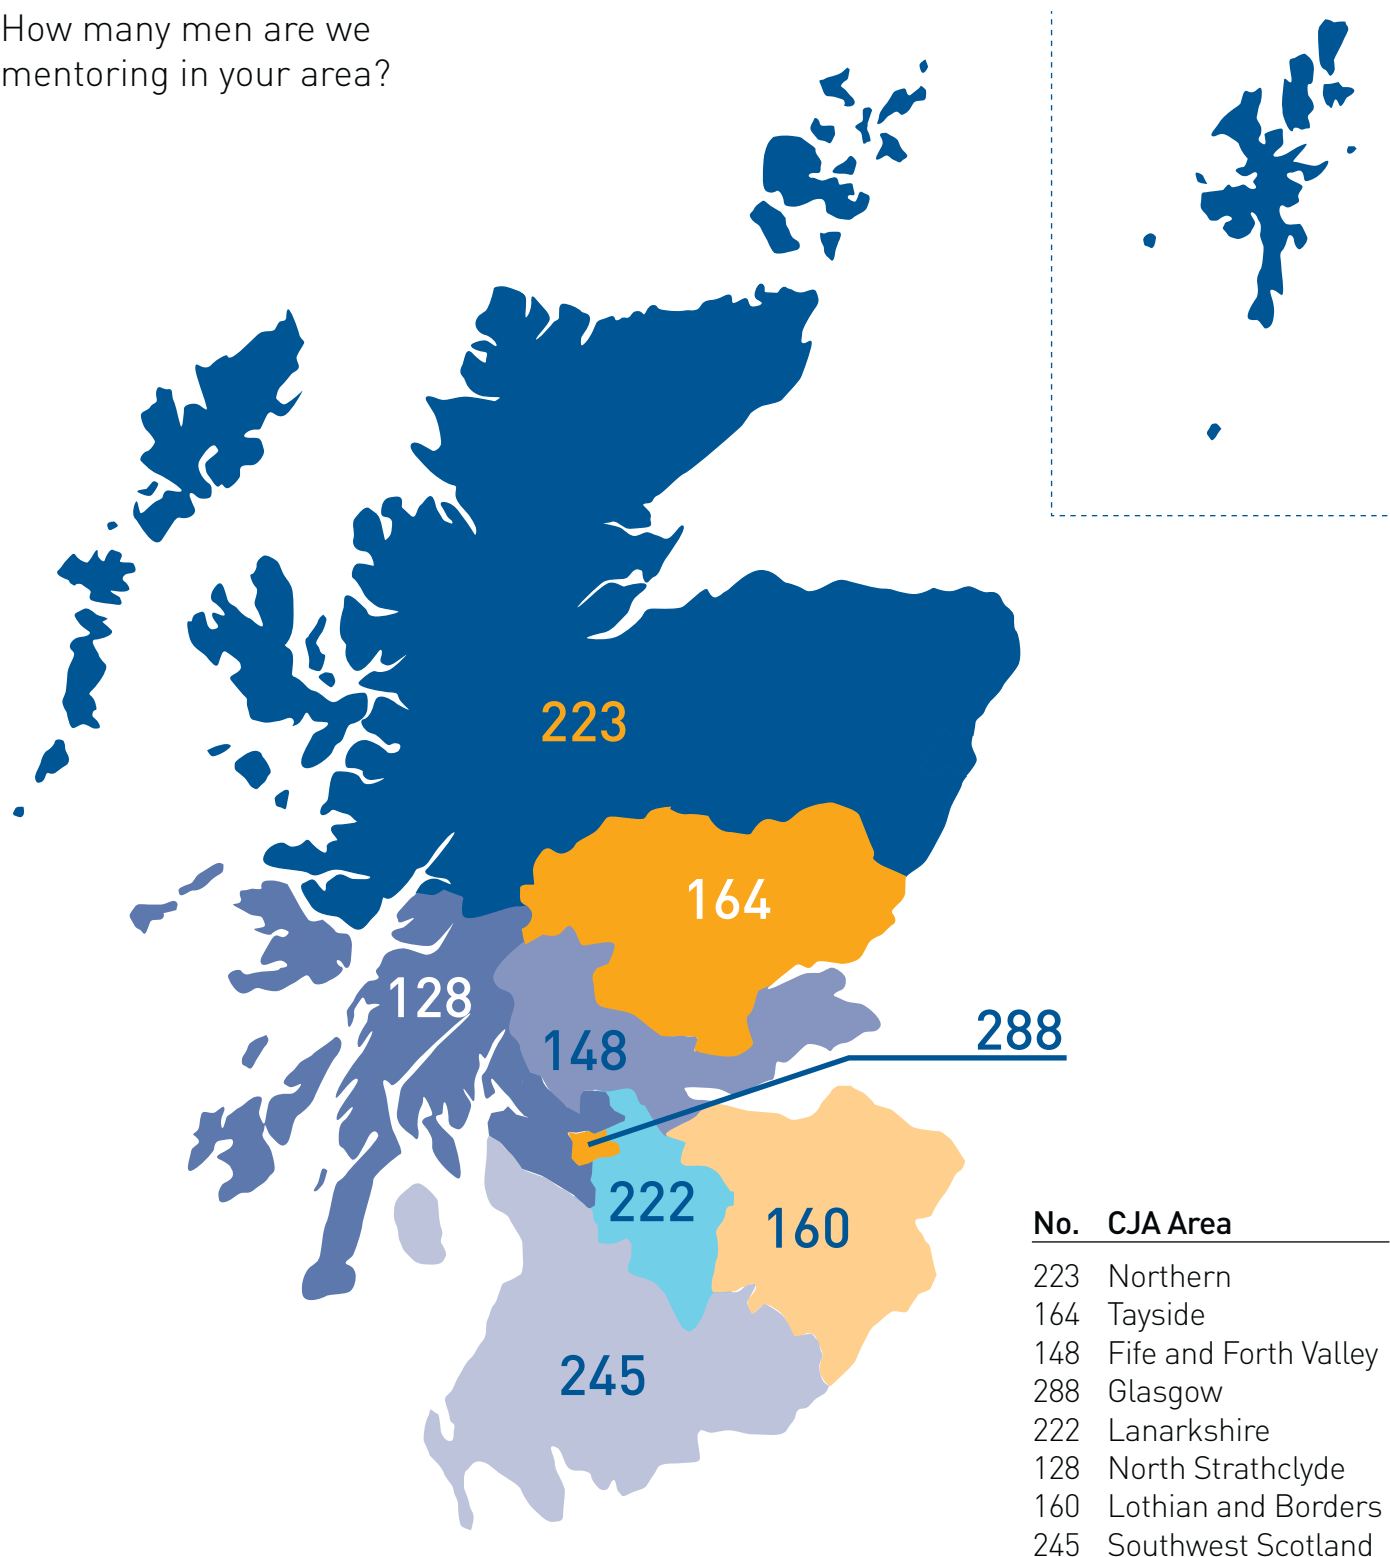 How many men are we
mentoring in your area?
223
164
128
288
148
222
160
245
No. CJA Area
223 Northern
164 Tayside
148 Fife and Forth Valley
288 Glasgow
222 Lanarkshire
128 North Strathclyde
160 Lothian and Borders
245 Southwest Scotland